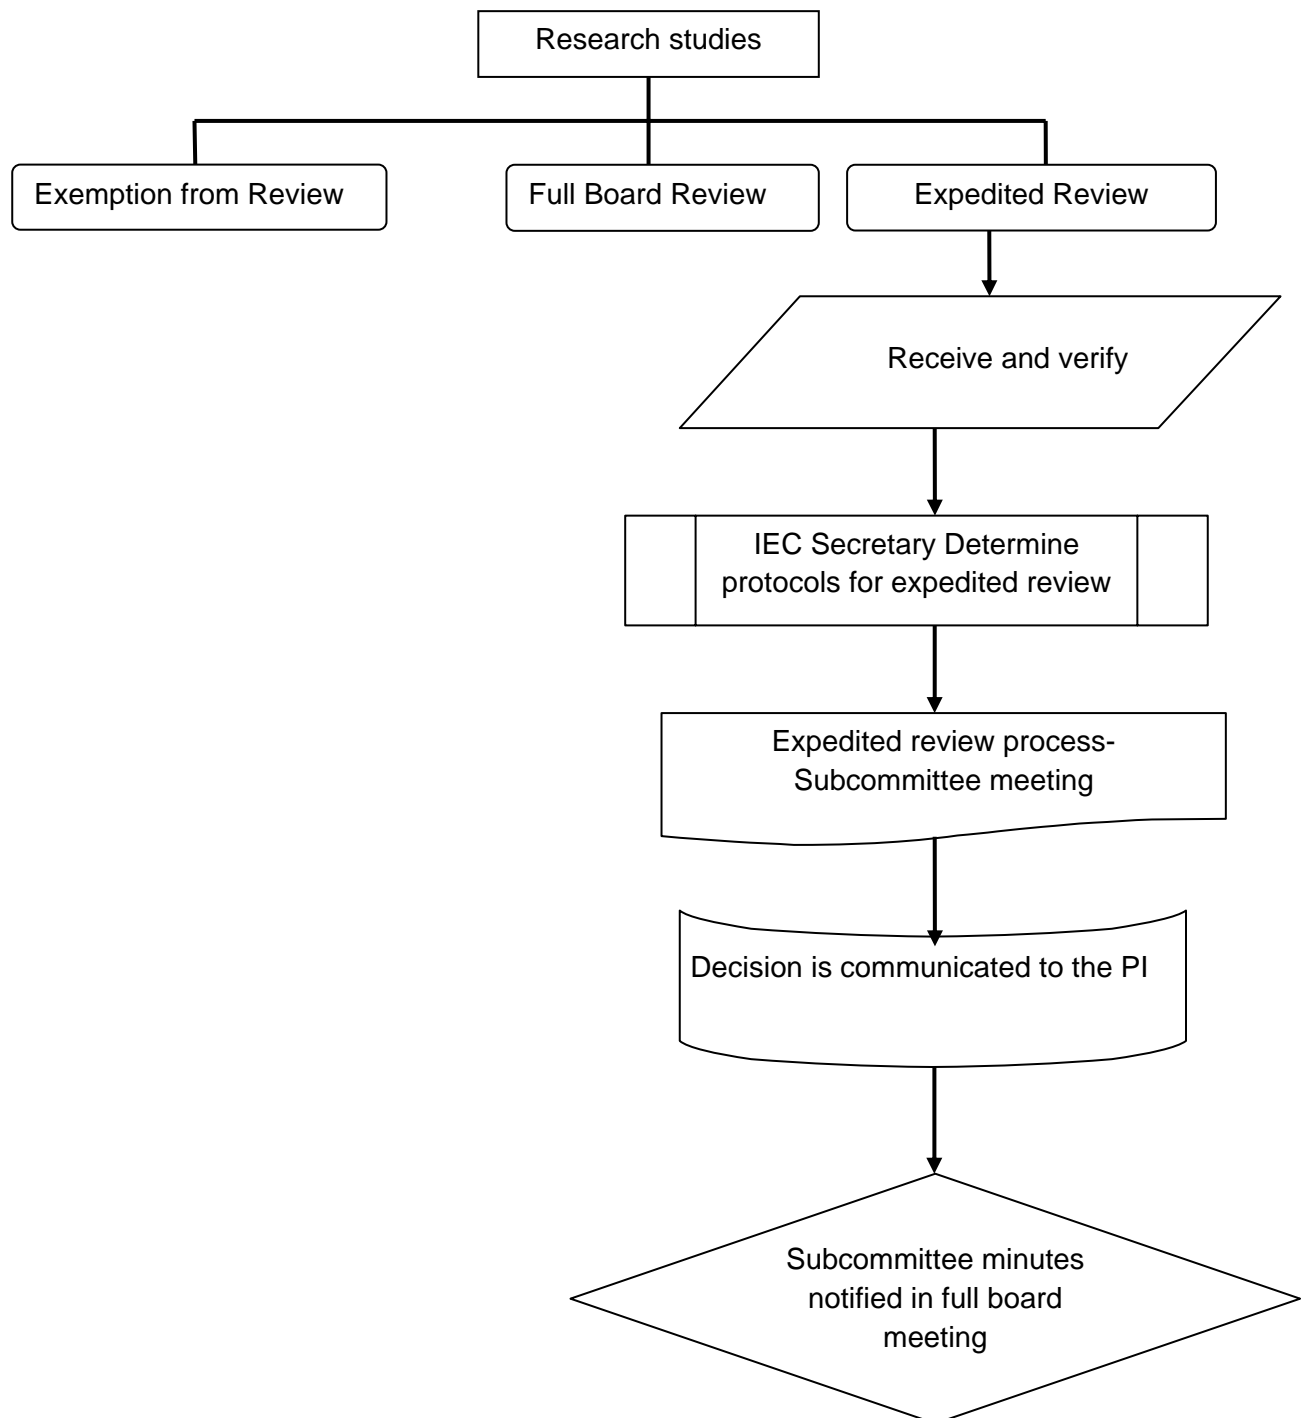 Research studies
Exemption from Review
Full Board Review
Expedited Review
Receive and verify
IEC Secretary Determine
protocols for expedited review
Expedited review process-
Subcommittee meeting
Decision is communicated to the PI
Subcommittee minutes
notified in full board
meeting